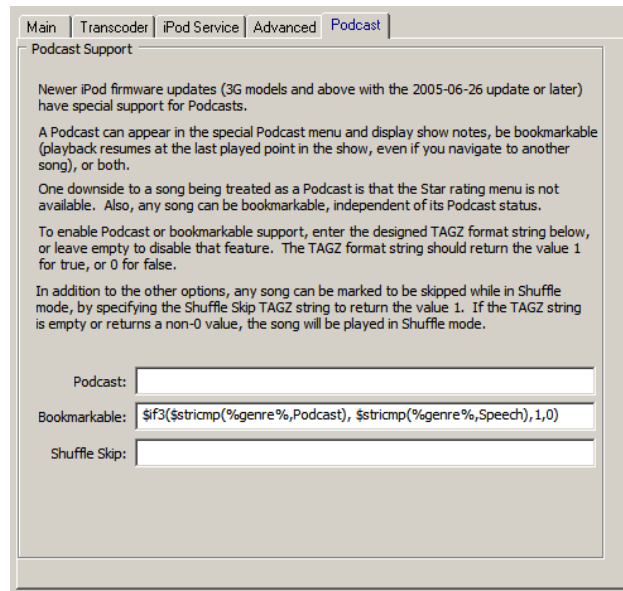 Main Transcoder iPod Service Advanced Podcast
Podcast Support
Newer iPod firmware updates (3G models and above with the 2005-06-26 update or later)
have special support for Podcasts.
A Podcast can appear in the special Podcast menu and display show notes, be bookmarkable
(playback resumes at the last played point in the show, even if you navigate to another
song), or both.
One downside to a song being treated as a Podcast is that the Star rating menu is not
available. Also, any song can be bookmarkable, independent of its Podcast status.
To enable Podcast or bookmarkable support, enter the designed TAGZ format string below,
or leave empty to disable that feature. The TAGZ format string should return the value 1
for true, or 0 for false.
In addition to the other options, any song can be marked to be skipped while in Shuffle
mode, by specifying the Shuffle Skip TAGZ string to return the value 1. If the TAGZ string
is empty or returns a non-0 value, the song will be played in Shuffle mode.
Podcast:
Bookmarkable: $if3($stricmp(%genre%,Podcast), $stricmp(%genre%,Speech),1,0)
Shuffle Skip: